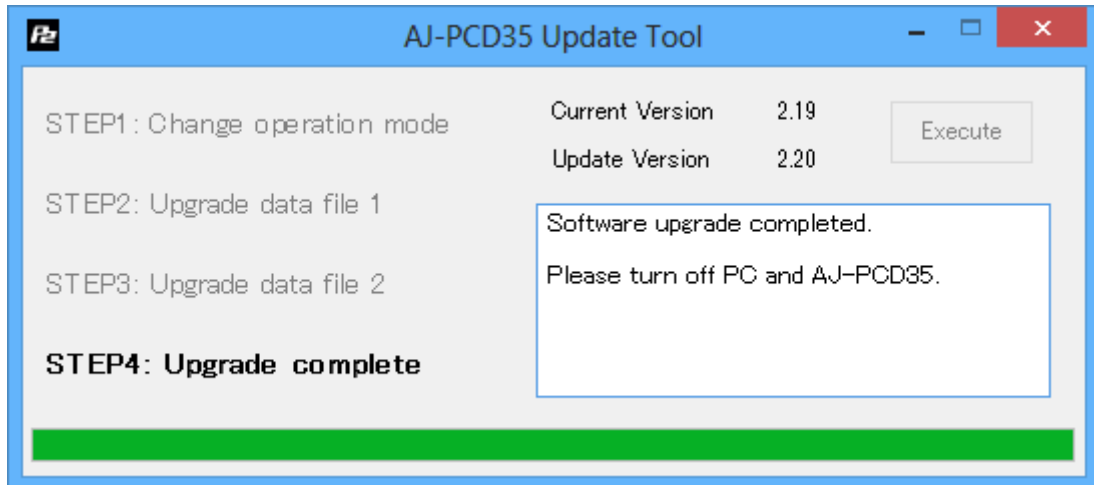 P2
AJ-PCD35 Update Tool
STEP1: Change operation mode
STEP2: Upgrade data file 1
STEP3: Upgrade data file 2
STEP4: Upgrade complete
Current Version 2.19
Update Version 2.20
Execute
Software upgrade completed.
Please turn off PC and AJ-PCD35.